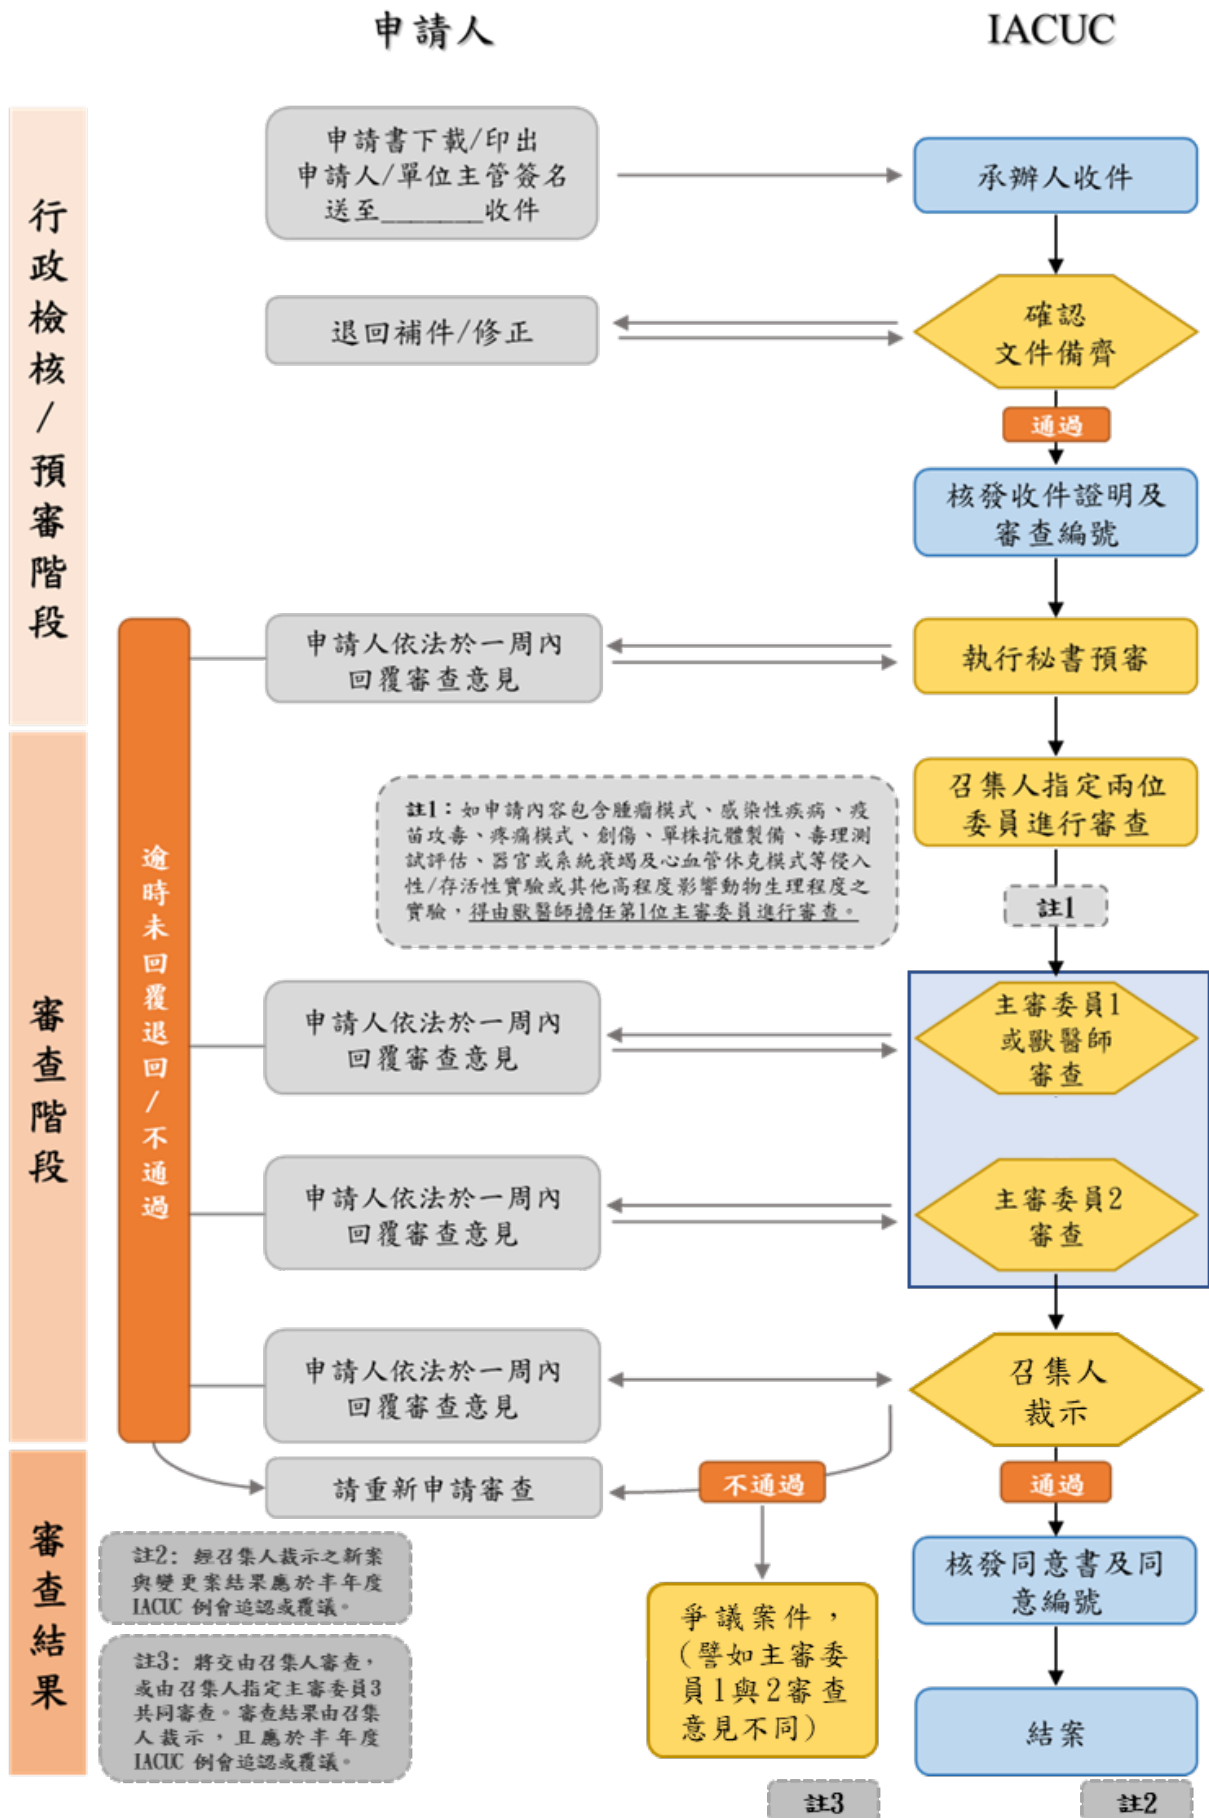 申請人
IACUC
行政檢核/預審階段
申請書下載/印出
申請人/單位主管簽名
送至_______收件
承辦人收件
退回補件/修正
確認
文件備齊
通過
核發收件證明及
審查編號
申請人依法於一周內
回覆審查意見
執行秘書預審
逾時未回覆退回/不通過
審查階段
召集人指定兩位
委員進行審查
註1：如申請內容包含腫瘤模式、感染性疾病、疫
苗攻毒、疼痛模式、創傷、單株抗體製備、毒理測
試評估、器官或系統衰竭及心血管休克模式等侵入
性/存活性實驗或其他高程度影響動物生理程度之
實驗，得由獸醫師擔任第1位主審委員進行審查。
註1
申請人依法於一周內
回覆審查意見
主審委員1
或獸醫師
審查
申請人依法於一周內
回覆審查意見
主審委員2
審查
申請人依法於一周內
回覆審查意見
召集人
裁示
審查結果
請重新申請審查
不通過
通過
註2: 經召集人裁示之新案
與變更案結果應於半年度
IACUC 例會追認或覆議。
核發同意書及同
意編號
爭議案件，
(譬如主審委
員1與2審查
意見不同)
註3: 將交由召集人審查，
或由召集人指定主審委員3
共同審查。審查結果由召集
人裁示，且應於半年度
IACUC 例會追認或覆議。
結案
註3
註2